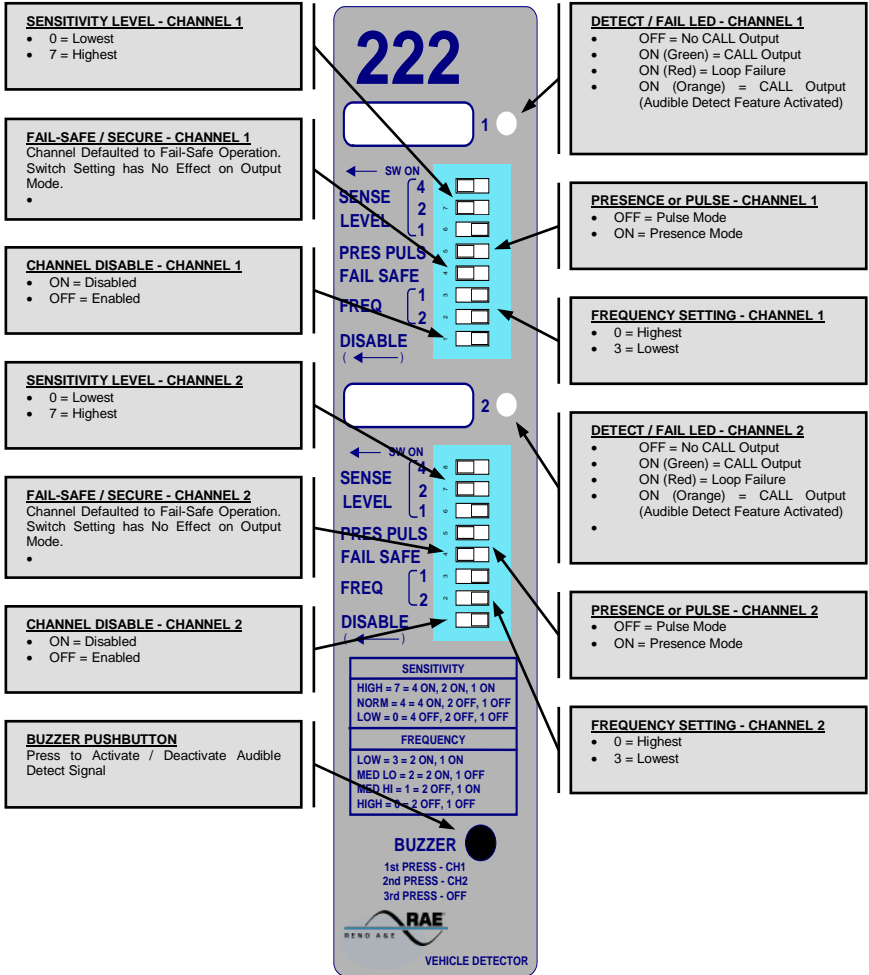 SENSITIVITY LEVEL - CHANNEL 1
• 0 = Lowest
• 7 = Highest
FAIL-SAFE / SECURE - CHANNEL 1
Channel Defaulted to Fail-Safe Operation.
Switch Setting has No Effect on Output
Mode.
•
CHANNEL DISABLE - CHANNEL 1
• ON = Disabled
• OFF = Enabled
SENSITIVITY LEVEL - CHANNEL 2
• 0 = Lowest
• 7 = Highest
FAIL-SAFE / SECURE - CHANNEL 2
Channel Defaulted to Fail-Safe Operation.
Switch Setting has No Effect on Output
Mode.
•
CHANNEL DISABLE - CHANNEL 2
• ON = Disabled
• OFF = Enabled
BUZZER PUSHBUTTON
Press to Activate / Deactivate Audible
Detect Signal
222
1
SW ON
SENSE LEVEL
4
2
1
PRES PULS
FAIL SAFE
FREQ
1
2
DISABLE
( )
7
6
5
4
3
2
1
2
SW ON
SENSE LEVEL
4
2
1
PRES PULS
FAIL SAFE
FREQ
1
2
DISABLE
( )
8
7
6
5
4
3
2
SENSITIVITY
HIGH = 7 = 4 ON, 2 ON, 1 ON
NORM = 4 = 4 ON, 2 OFF, 1 OFF
LOW = 0 = 4 OFF, 2 OFF, 1 OFF
FREQUENCY
LOW = 3 = 2 ON, 1 ON
MED LO = 2 = 2 ON, 1 OFF
MED HI = 1 = 2 OFF, 1 ON
HIGH = 0 = 2 OFF, 1 OFF
BUZZER
1st PRESS - CH1
2nd PRESS - CH2
3rd PRESS - OFF
RAE
RENO A&E
VEHICLE DETECTOR
DETECT / FAIL LED - CHANNEL 1
• OFF = No CALL Output
• ON (Green) = CALL Output
• ON (Red) = Loop Failure
• ON (Orange) = CALL Output
(Audible Detect Feature Activated)
PRESENCE or PULSE - CHANNEL 1
• OFF = Pulse Mode
• ON = Presence Mode
FREQUENCY SETTING - CHANNEL 1
• 0 = Highest
• 3 = Lowest
DETECT / FAIL LED - CHANNEL 2
• OFF = No CALL Output
• ON (Green) = CALL Output
• ON (Red) = Loop Failure
• ON (Orange) = CALL Output
(Audible Detect Feature Activated)
•
PRESENCE or PULSE - CHANNEL 2
• OFF = Pulse Mode
• ON = Presence Mode
FREQUENCY SETTING - CHANNEL 2
• 0 = Highest
• 3 = Lowest